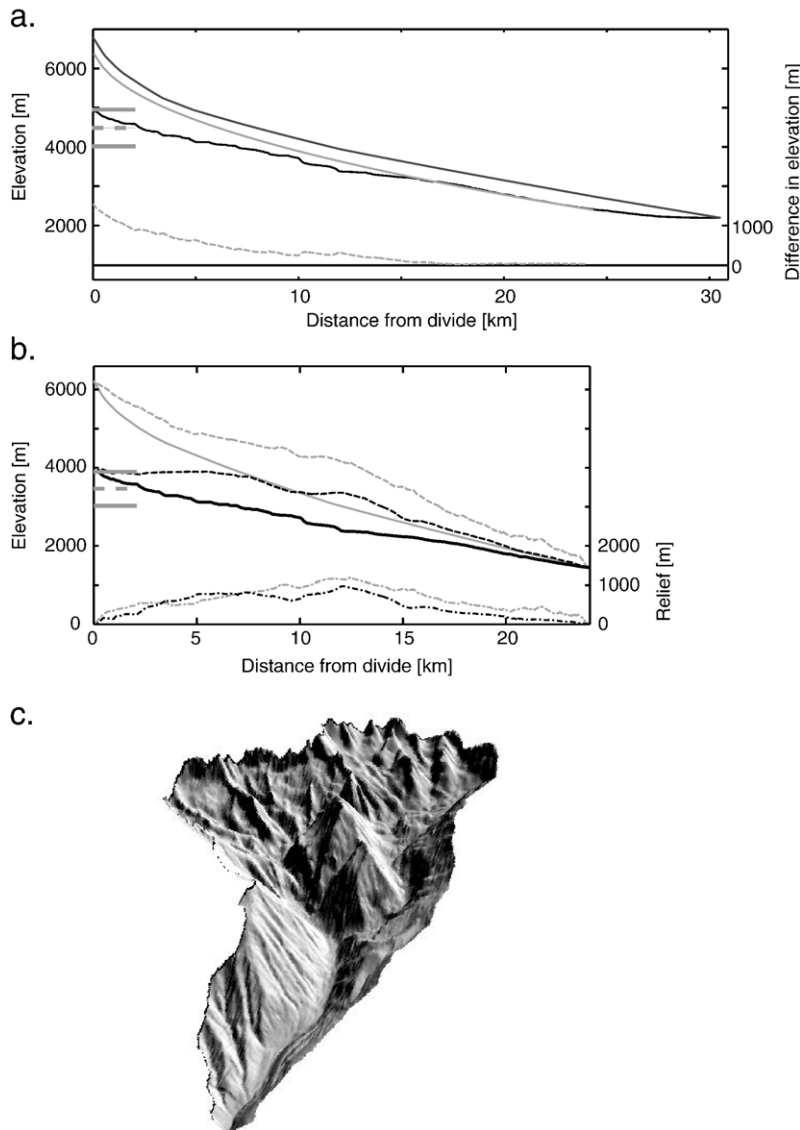 a.
6000
4000
2000
Elevation [m]
1000
0
Difference in elevation [m]
0
10
20
30
Distance from divide [km]
b.
6000
4000
2000
0
Elevation [m]
2000
1000
0
Relief [m]
0
5
10
15
20
Distance from divide [km]
c.